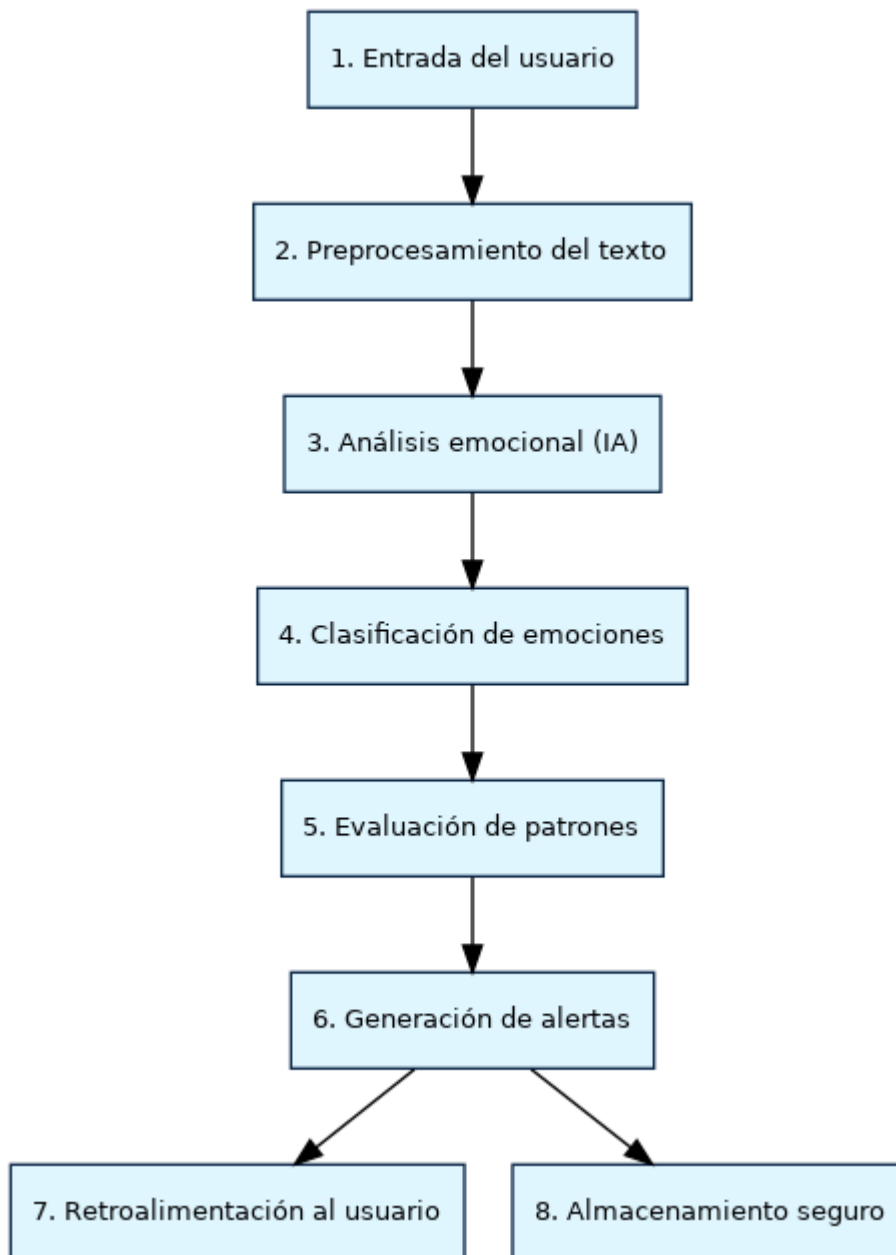 1. Entrada del usuario
2. Preprocesamiento del texto
3. Análisis emocional (IA)
4. Clasificación de emociones
5. Evaluación de patrones
6. Generación de alertas
7. Retroalimentación al usuario
8. Almacenamiento seguro